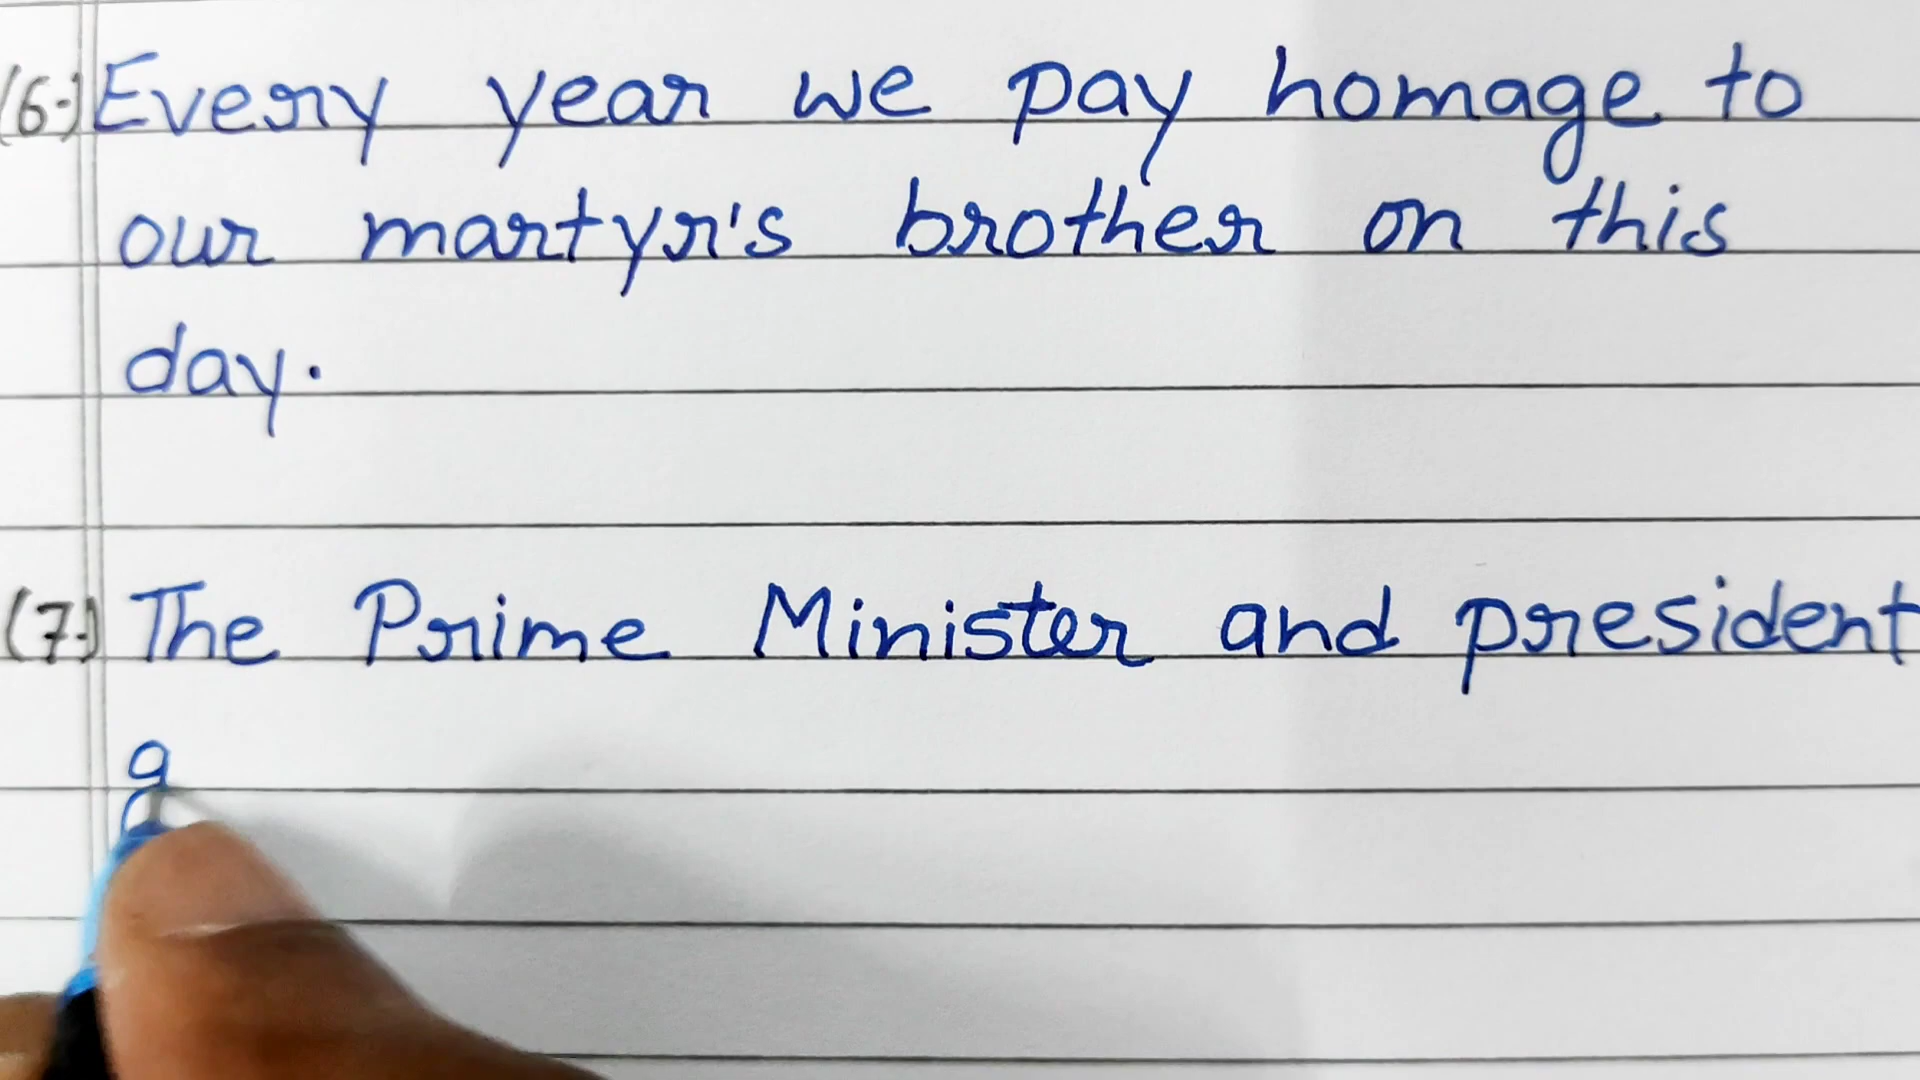 (6.) Every year we pay homage to
our martyr's brother on this
day.
(7.) The Prime Minister and president